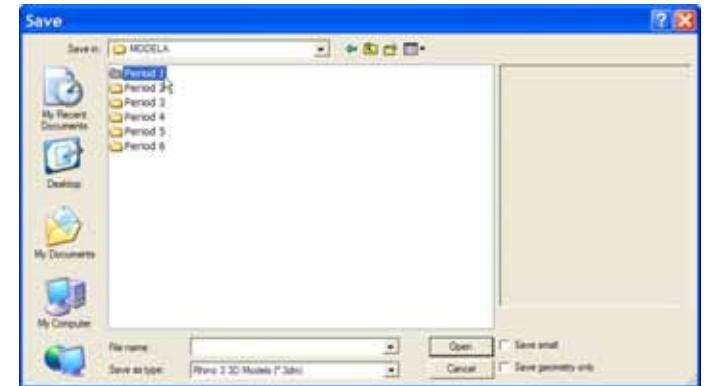 Save
Save in: MODELA
Period 1
Period 2
Period 3
Period 4
Period 5
Period 6
My Recent
Documents
Desktop
My Documents
My Computer
File name:
Save as type: Rhino 3 3D Models (*.3dm)
Open
Cancel
Save small
Save geometry only